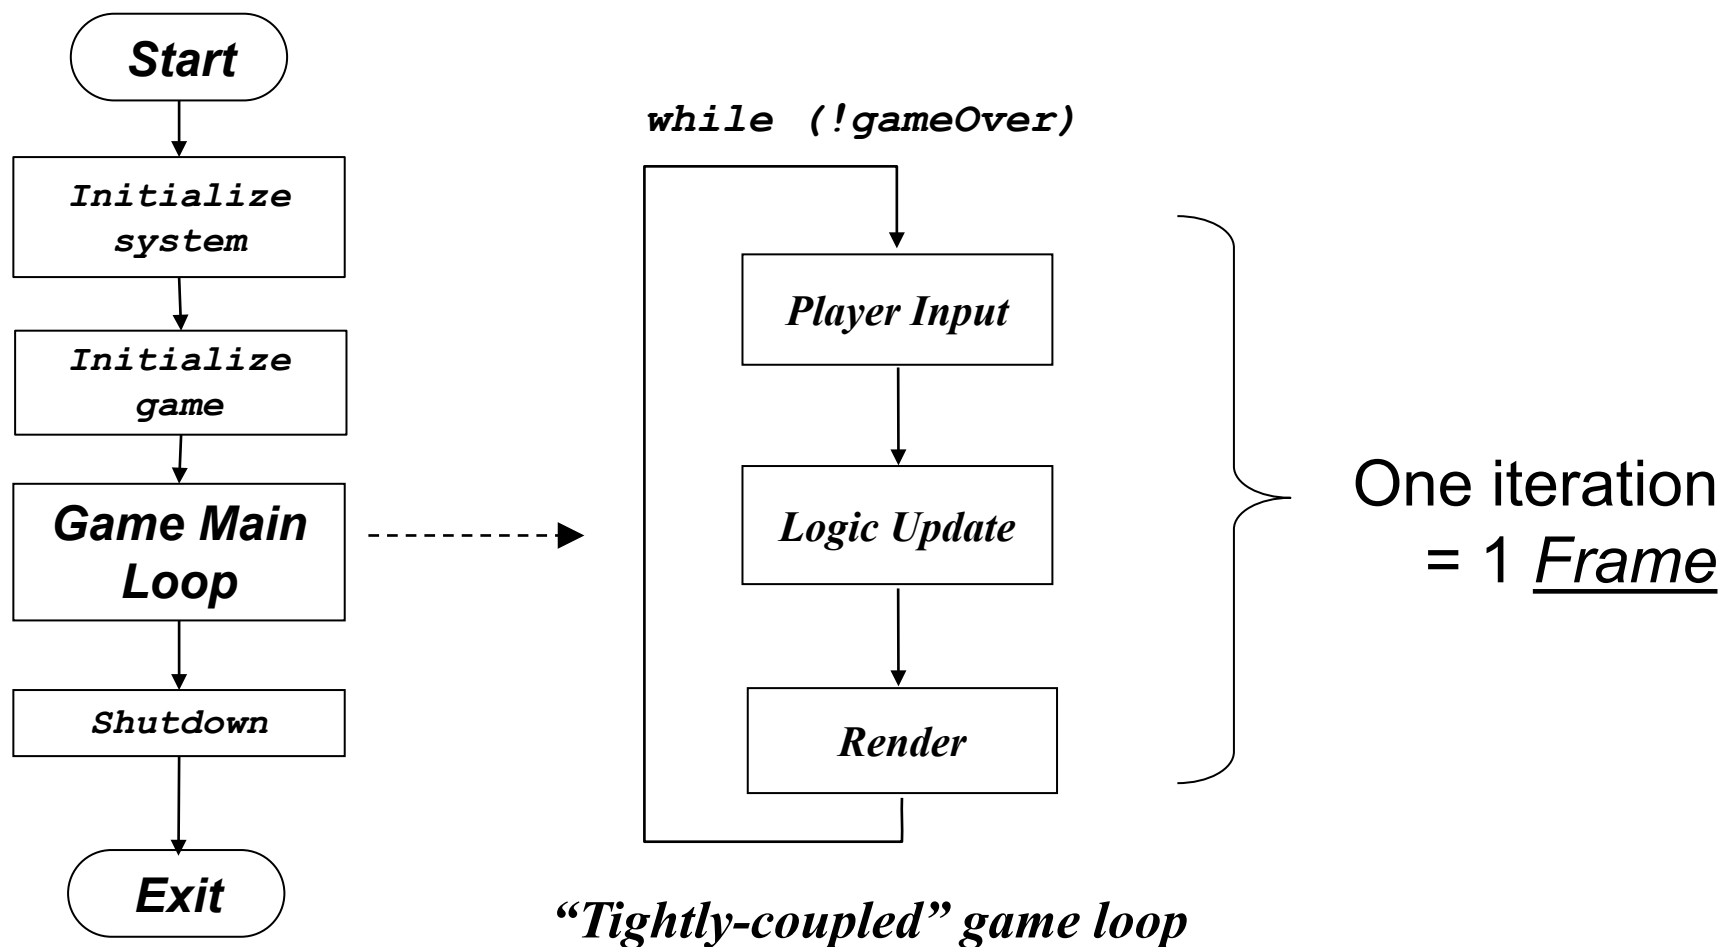 Start
Initialize
system
Initialize
game
Game Main
Loop
Shutdown
Exit
while (!gameOver)
Player Input
Logic Update
Render
“Tightly-coupled” game loop
One iteration
= 1 Frame